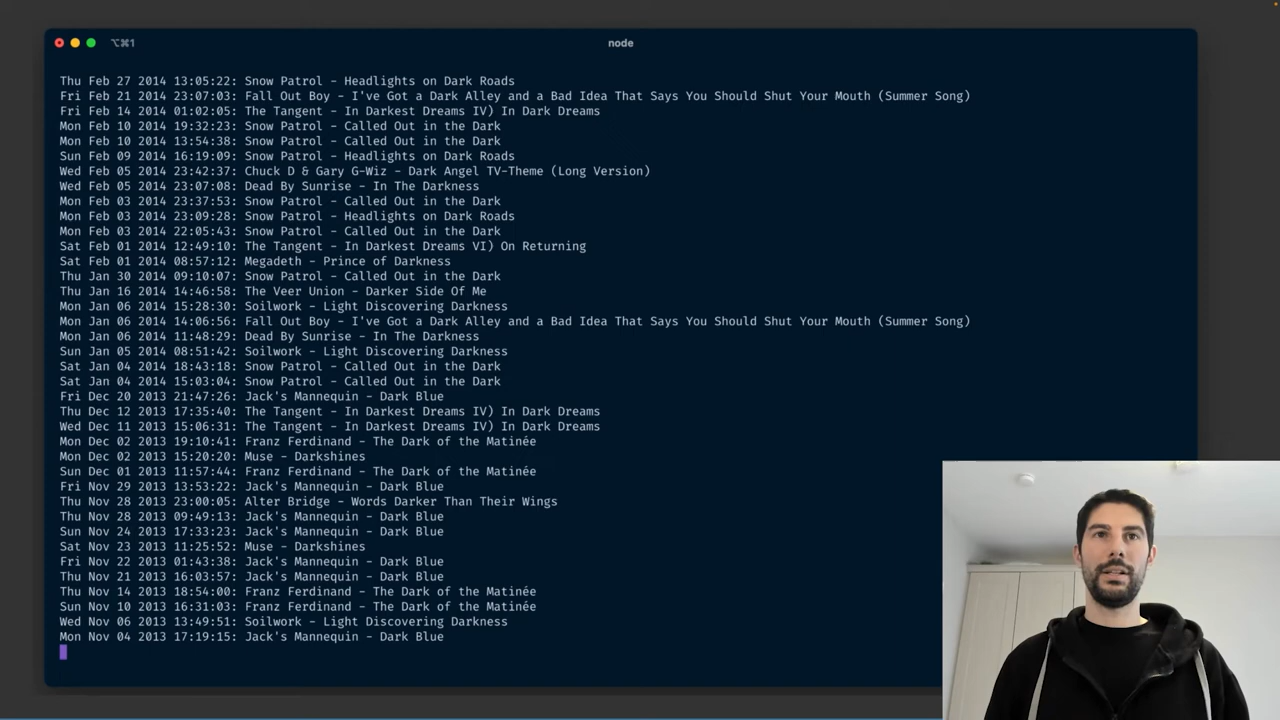 ⌥⌘1
node
Thu Feb 27 2014 13:05:22: Snow Patrol - Headlights on Dark Roads
Fri Feb 21 2014 23:07:03: Fall Out Boy - I've Got a Dark Alley and a Bad Idea That Says You Should Shut Your Mouth (Summer Song)
Fri Feb 14 2014 01:02:05: The Tangent - In Darkest Dreams IV) In Dark Dreams
Mon Feb 10 2014 19:32:23: Snow Patrol - Called Out in the Dark
Mon Feb 10 2014 13:54:38: Snow Patrol - Called Out in the Dark
Sun Feb 09 2014 16:19:09: Snow Patrol - Headlights on Dark Roads
Wed Feb 05 2014 23:42:37: Chuck D & Gary G-Wiz - Dark Angel TV-Theme (Long Version)
Wed Feb 05 2014 23:07:08: Dead By Sunrise - In The Darkness
Mon Feb 03 2014 23:37:53: Snow Patrol - Called Out in the Dark
Mon Feb 03 2014 23:09:28: Snow Patrol - Headlights on Dark Roads
Mon Feb 03 2014 22:05:43: Snow Patrol - Called Out in the Dark
Sat Feb 01 2014 12:49:10: The Tangent - In Darkest Dreams VI) On Returning
Sat Feb 01 2014 08:57:12: Megadeth - Prince of Darkness
Thu Jan 30 2014 09:10:07: Snow Patrol - Called Out in the Dark
Thu Jan 16 2014 14:46:58: The Veer Union - Darker Side Of Me
Mon Jan 06 2014 15:28:30: Soilwork - Light Discovering Darkness
Mon Jan 06 2014 14:06:56: Fall Out Boy - I've Got a Dark Alley and a Bad Idea That Says You Should Shut Your Mouth (Summer Song)
Mon Jan 06 2014 11:48:29: Dead By Sunrise - In The Darkness
Sun Jan 05 2014 08:51:42: Soilwork - Light Discovering Darkness
Sat Jan 04 2014 18:43:18: Snow Patrol - Called Out in the Dark
Sat Jan 04 2014 15:03:04: Snow Patrol - Called Out in the Dark
Fri Dec 20 2013 21:47:26: Jack's Mannequin - Dark Blue
Thu Dec 12 2013 17:35:40: The Tangent - In Darkest Dreams IV) In Dark Dreams
Wed Dec 11 2013 15:06:31: The Tangent - In Darkest Dreams IV) In Dark Dreams
Mon Dec 02 2013 19:10:41: Franz Ferdinand - The Dark of the Matinée
Mon Dec 02 2013 15:20:20: Muse - Darkshines
Sun Dec 01 2013 11:57:44: Franz Ferdinand - The Dark of the Matinée
Fri Nov 29 2013 13:53:22: Jack's Mannequin - Dark Blue
Thu Nov 28 2013 23:00:05: Alter Bridge - Words Darker Than Their Wings
Thu Nov 28 2013 09:49:13: Jack's Mannequin - Dark Blue
Sun Nov 24 2013 17:33:23: Jack's Mannequin - Dark Blue
Sat Nov 23 2013 11:25:52: Muse - Darkshines
Fri Nov 22 2013 01:43:38: Jack's Mannequin - Dark Blue
Thu Nov 21 2013 16:03:57: Jack's Mannequin - Dark Blue
Thu Nov 14 2013 18:54:00: Franz Ferdinand - The Dark of the Matinée
Sun Nov 10 2013 16:31:03: Franz Ferdinand - The Dark of the Matinée
Wed Nov 06 2013 13:49:51: Soilwork - Light Discovering Darkness
Mon Nov 04 2013 17:19:15: Jack's Mannequin - Dark Blue